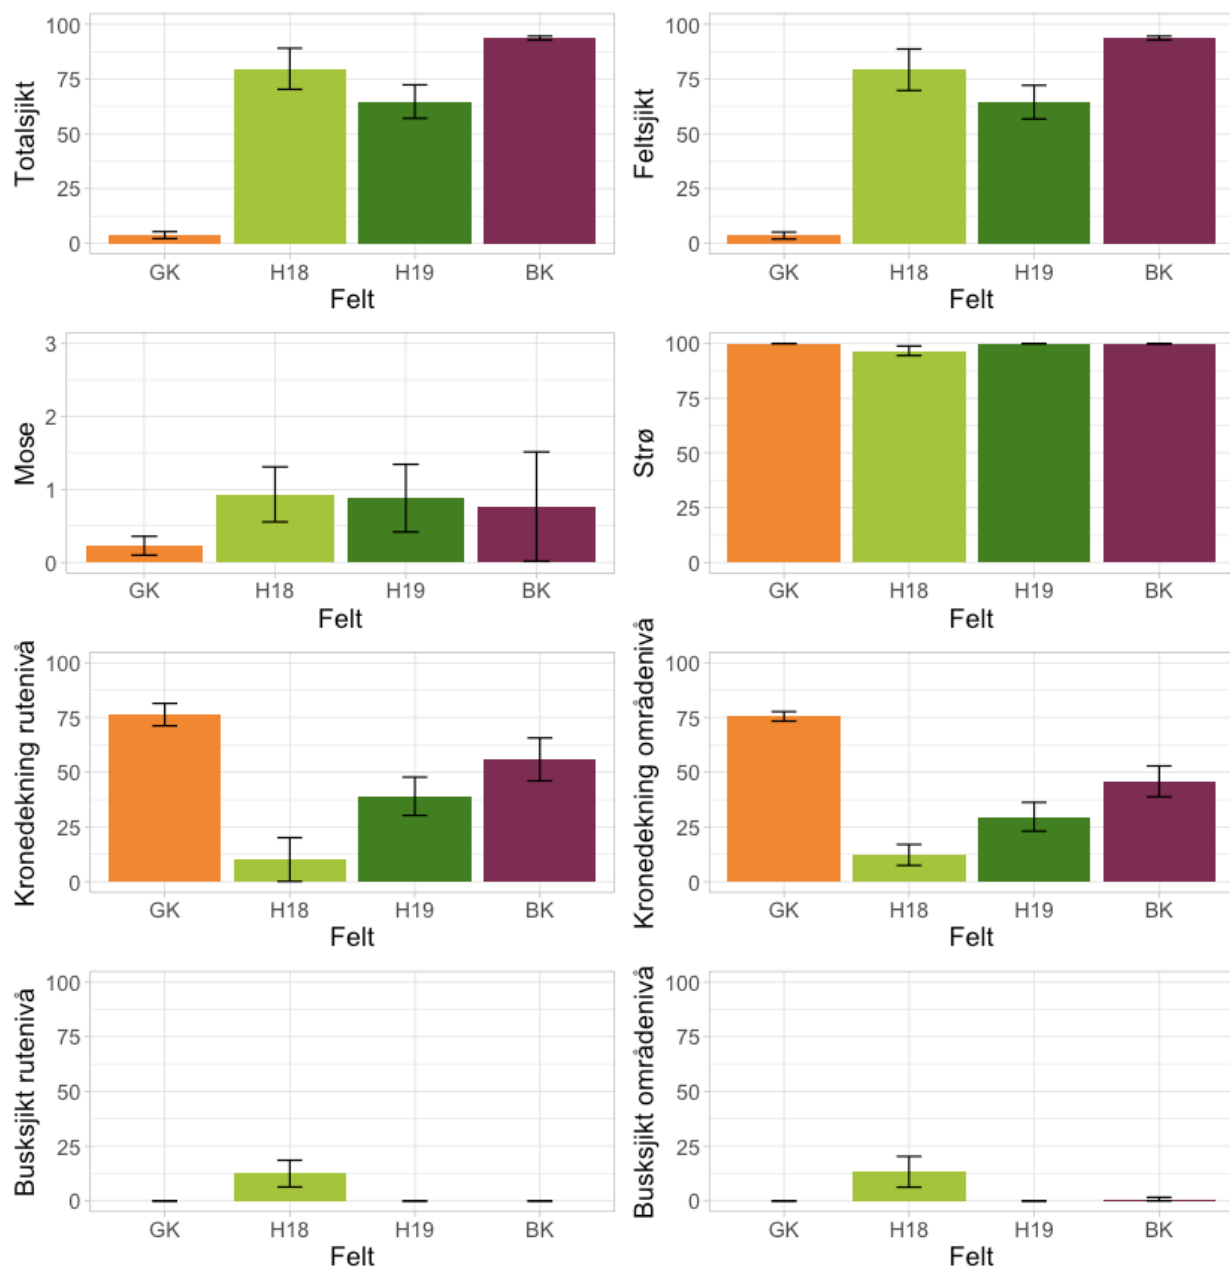 Totalsjikt
100
75
50
25
0
GK H18 H19 BK
Felt
Feltsjikt
100
75
50
25
0
GK H18 H19 BK
Felt
Mose
3
2
1
0
GK H18 H19 BK
Felt
Strø
100
75
50
25
0
GK H18 H19 BK
Felt
Kronedekning rutenivå
100
75
50
25
0
GK H18 H19 BK
Felt
Kronedekning områdenivå
100
75
50
25
0
GK H18 H19 BK
Felt
Busksjikt rutenivå
100
75
50
25
0
GK H18 H19 BK
Felt
Busksjikt områdenivå
100
75
50
25
0
GK H18 H19 BK
Felt